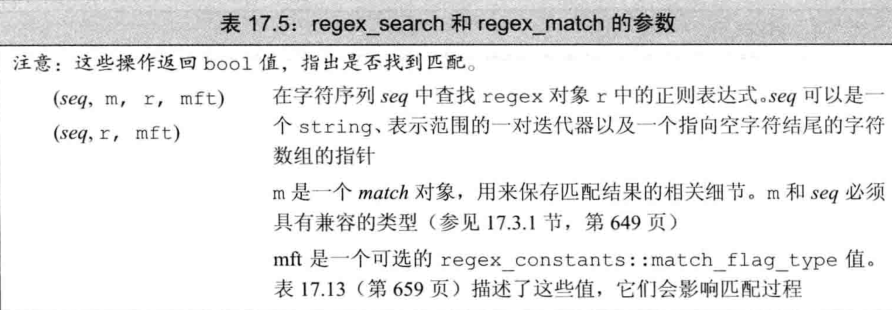 表 17.5：regex_search 和 regex_match 的参数
注意：这些操作返回 bool 值，指出是否找到匹配。
(seq, m, r, mft) 在字符序列 seq 中查找 regex 对象 r 中的正则表达式。seq 可以是一
(seq, r, mft) 个 string、表示范围的一对迭代器以及一个指向空字符结尾的字符
数组的指针
m 是一个 match 对象，用来保存匹配结果的相关细节。m 和 seq 必须
具有兼容的类型（参见 17.3.1 节，第 649 页）
mft 是一个可选的 regex_constants::match_flag_type 值。
表 17.13（第 659 页）描述了这些值，它们会影响匹配过程